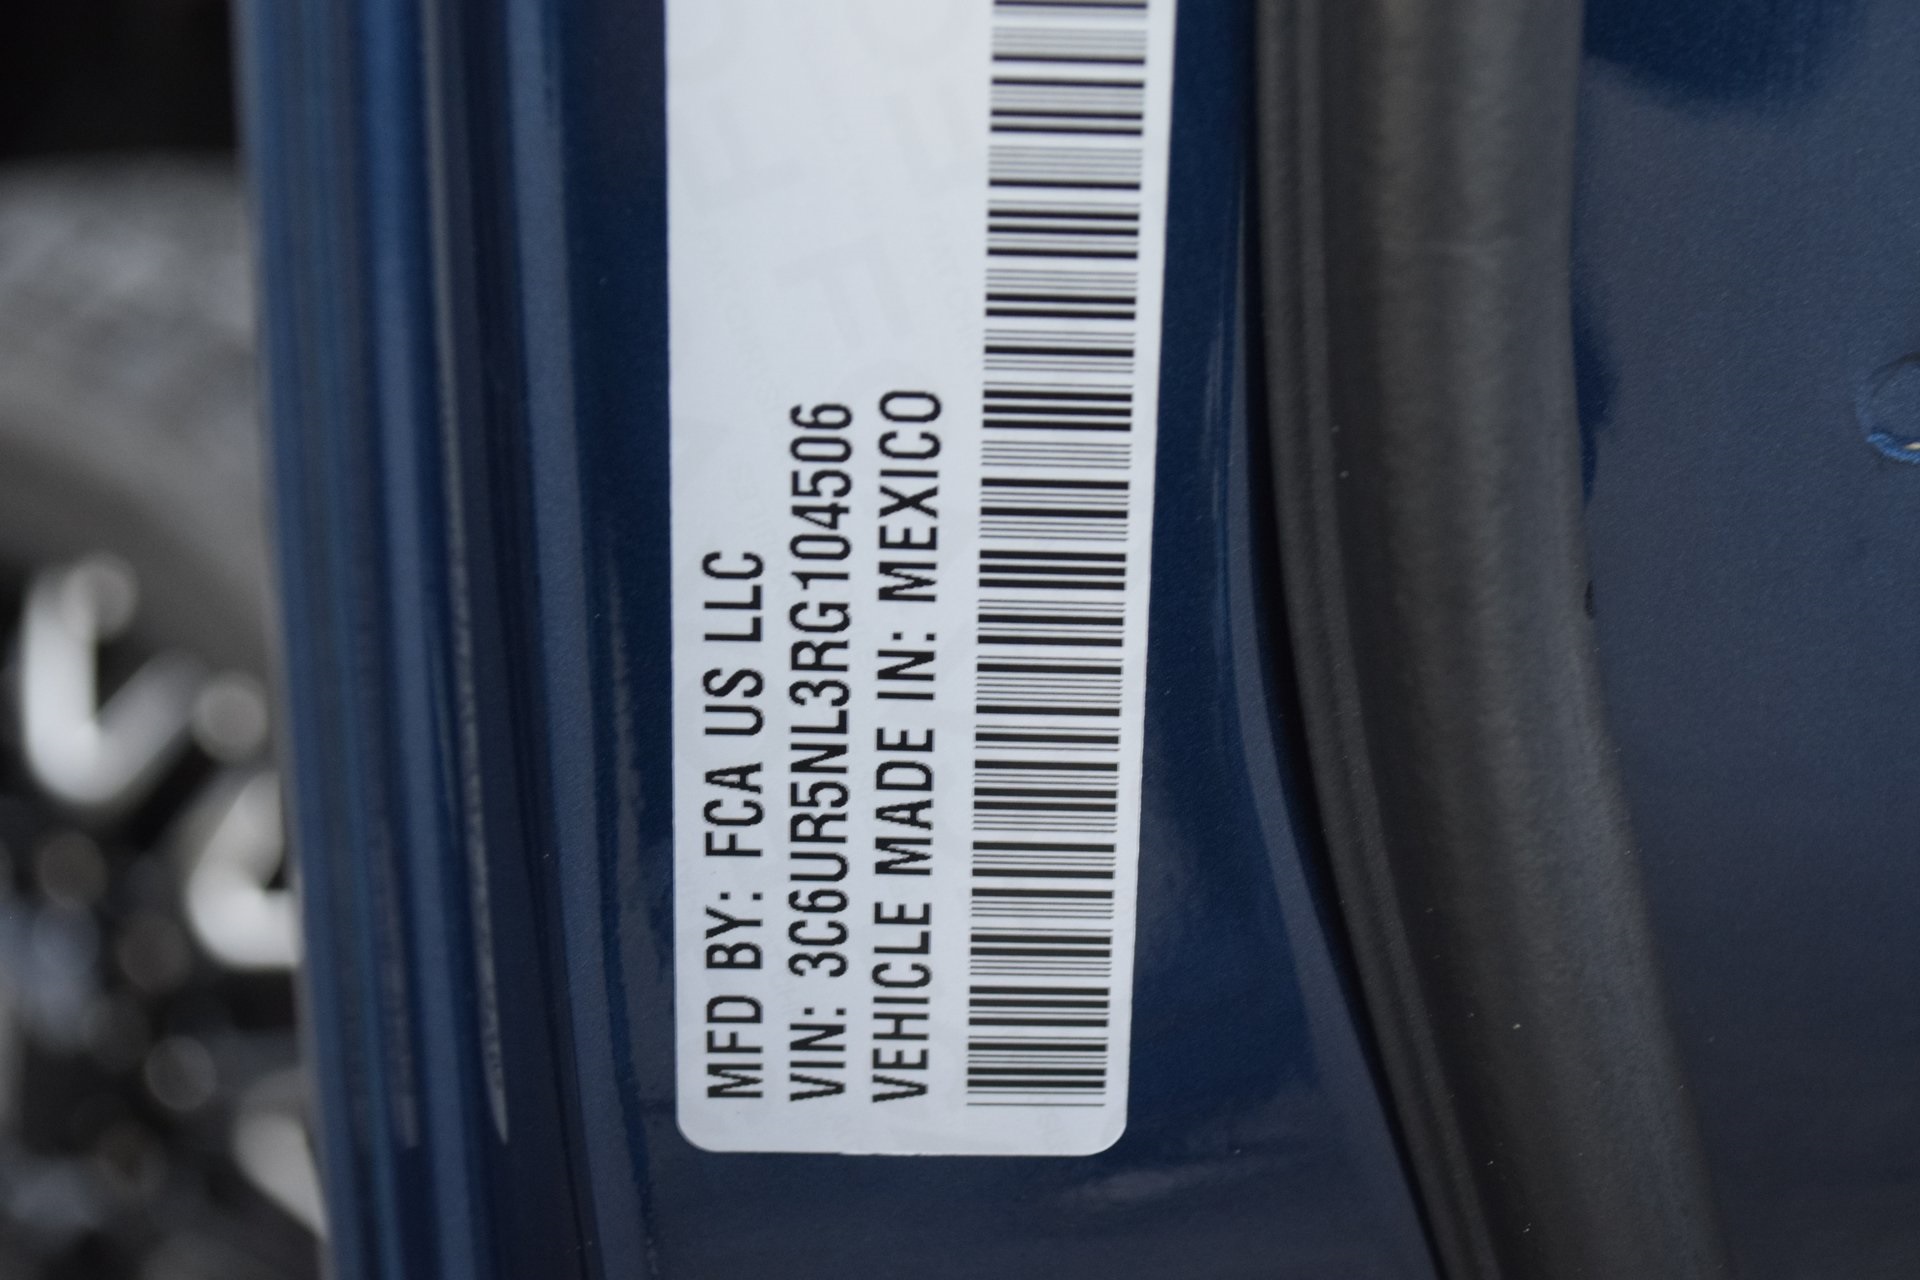 MFD BY: FCA US LLC
VIN: 3C6UR5NL3RG104506
VEHICLE MADE IN: MEXICO